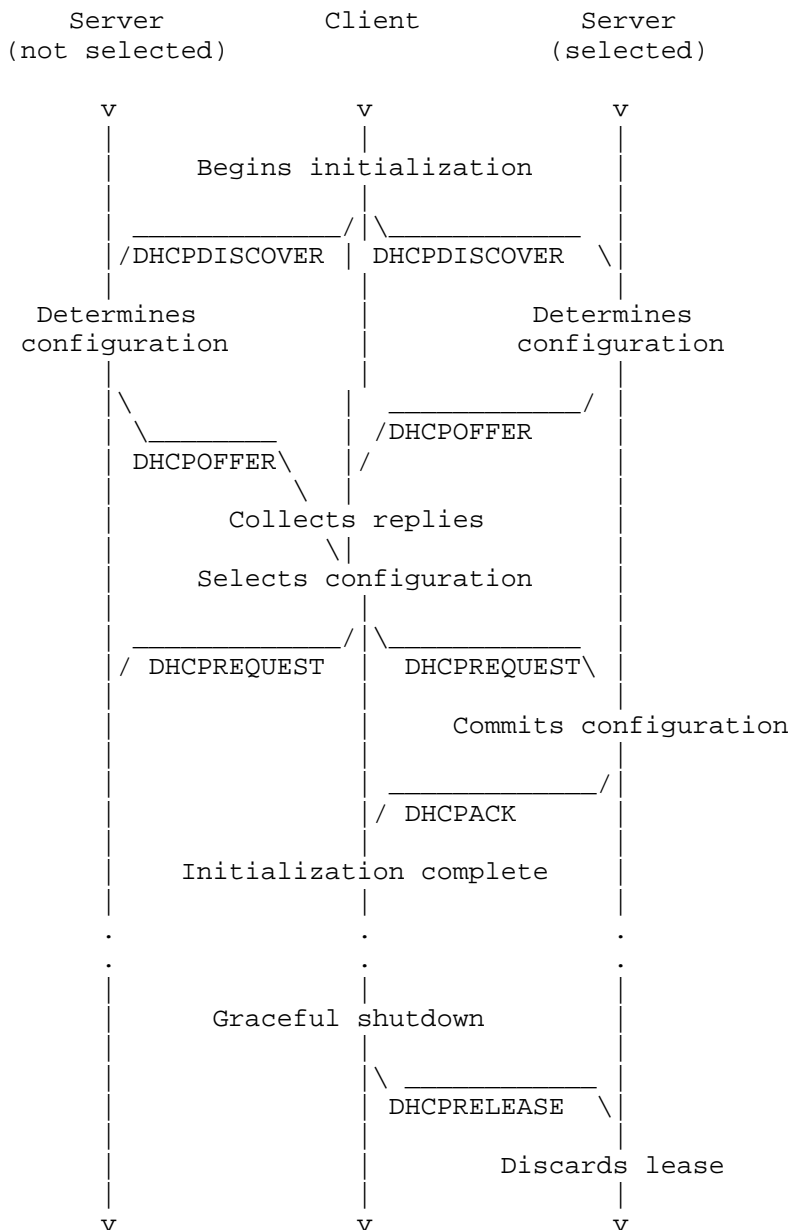 Server Client Server
(not selected) (selected)
v v v
Begins initialization
DHCPDISCOVER DHCPDISCOVER
Determines Determines
configuration configuration
DHCPOFFER
DHCPOFFER
Collects replies
Selects configuration
DHCPREQUEST DHCPREQUEST
Commits configuration
DHCPACK
Initialization complete
. . .
. . .
Graceful shutdown
DHCPRELEASE
Discards lease
v v v